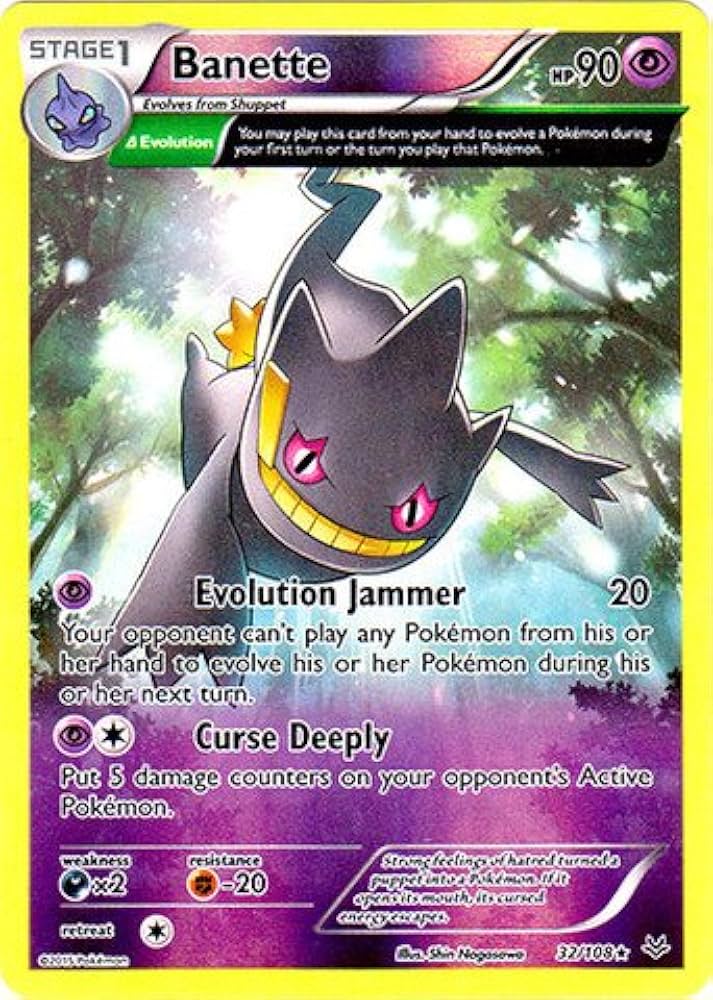 STAGE1 Banette HP90
Evolves from Shuppet
Δ Evolution You may play this card from your hand to evolve a Pokémon during
your first turn or the turn you play that Pokémon.
Evolution Jammer 20
Your opponent can't play any Pokémon from his or
her hand to evolve his or her Pokémon during his
or her next turn.
Curse Deeply
Put 5 damage counters on your opponent's Active
Pokémon.
weakness resistance
×2 -20
retreat
Strong feelings of hatred turned a
puppet into a Pokémon. If it
opens its mouth, its cursed
energy escapes.
©2015 Pokémon Illus. Shin Nagasawa 32/108★